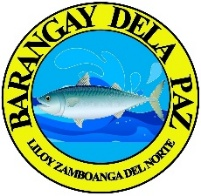 BARANGAY DELA PAZ
LILOY ZAMBOANGA DEL NORTE